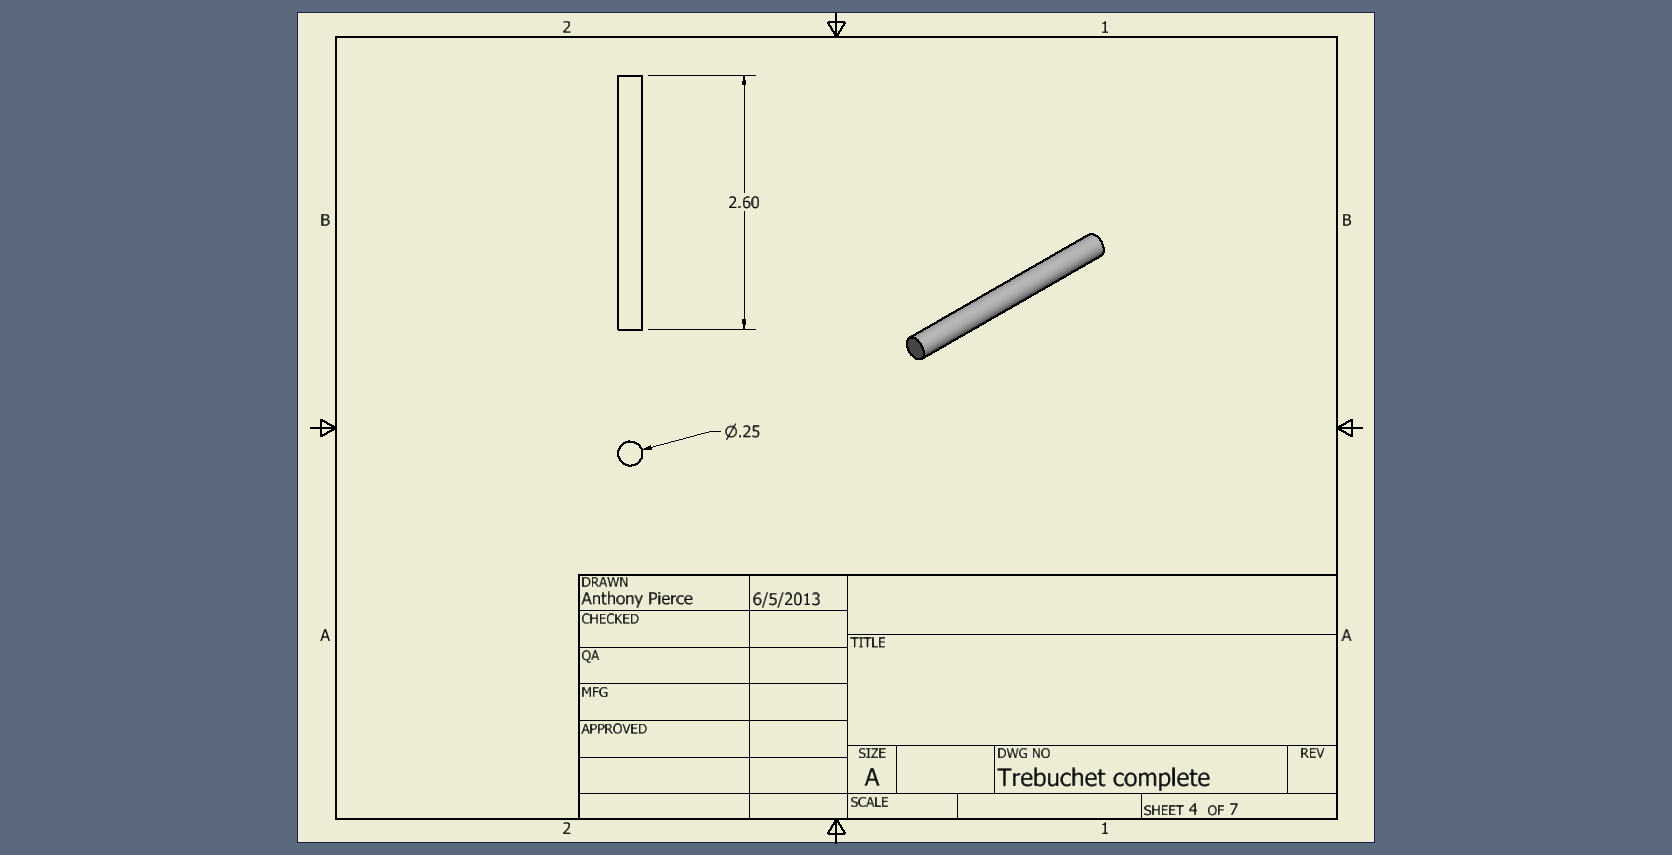 2
1
2.60
B
B
Ø.25
DRAWN
Anthony Pierce
6/5/2013
CHECKED
A
TITLE
A
QA
MFG
APPROVED
SIZE
A
DWG NO
Trebuchet complete
REV
SCALE
SHEET 4 OF 7
2
1